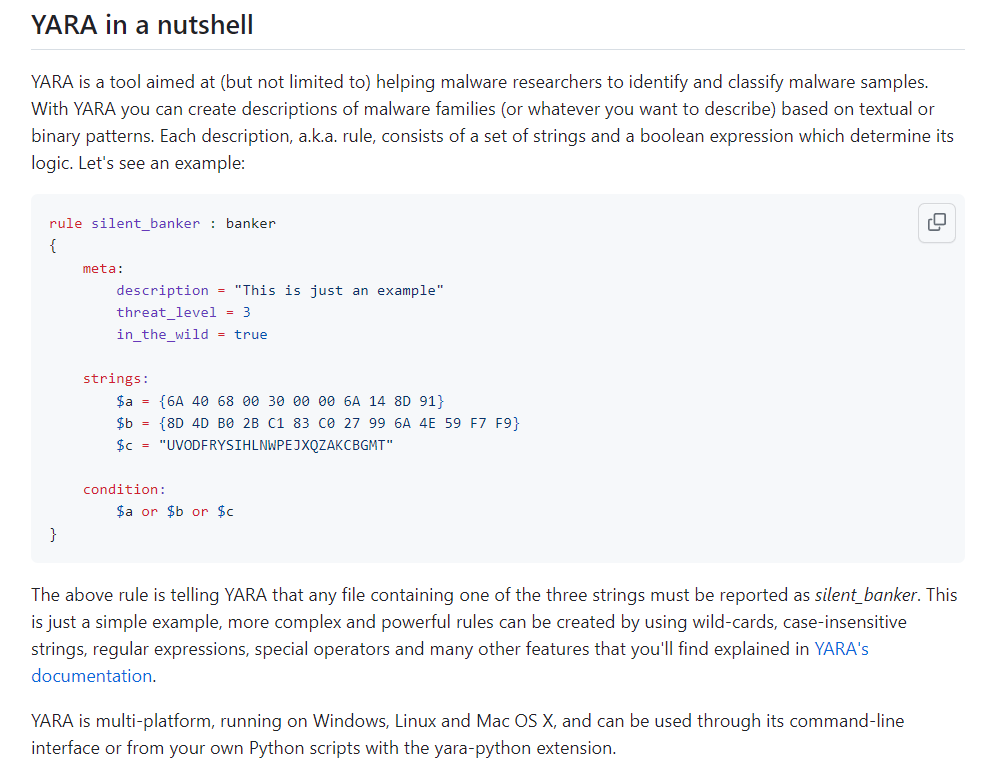 YARA in a nutshell
YARA is a tool aimed at (but not limited to) helping malware researchers to identify and classify malware samples.
With YARA you can create descriptions of malware families (or whatever you want to describe) based on textual or
binary patterns. Each description, a.k.a. rule, consists of a set of strings and a boolean expression which determine its
logic. Let's see an example:
rule silent_banker : banker
{
    meta:
        description = "This is just an example"
        threat_level = 3
        in_the_wild = true
    strings:
        $a = {6A 40 68 00 30 00 00 6A 14 8D 91}
        $b = {8D 4D B0 2B C1 83 C0 27 99 6A 4E 59 F7 F9}
        $c = "UVODFRYSIHLNWPEJXQZAKCBGMT"
    condition:
        $a or $b or $c
}
The above rule is telling YARA that any file containing one of the three strings must be reported as silent_banker. This
is just a simple example, more complex and powerful rules can be created by using wild-cards, case-insensitive
strings, regular expressions, special operators and many other features that you'll find explained in YARA's
documentation.
YARA is multi-platform, running on Windows, Linux and Mac OS X, and can be used through its command-line
interface or from your own Python scripts with the yara-python extension.